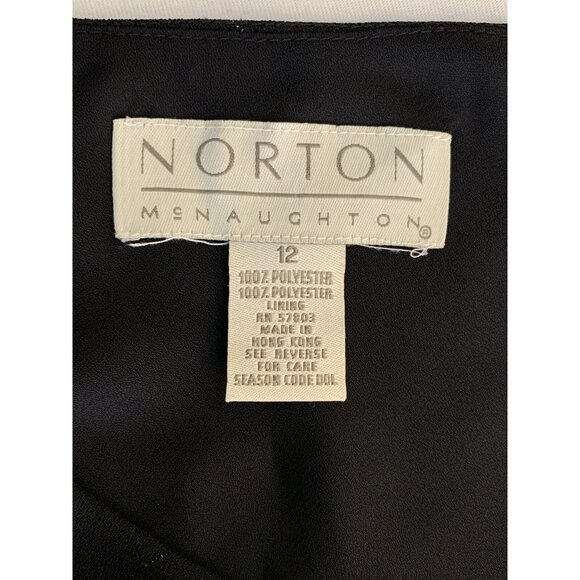 NORTON
McNAUGHTON®
12
100% POLYESTER
100% POLYESTER
LINING
RN 57803
MADE IN
HONG KONG
SEE REVERSE
FOR CARE
SEASON CODE DOL